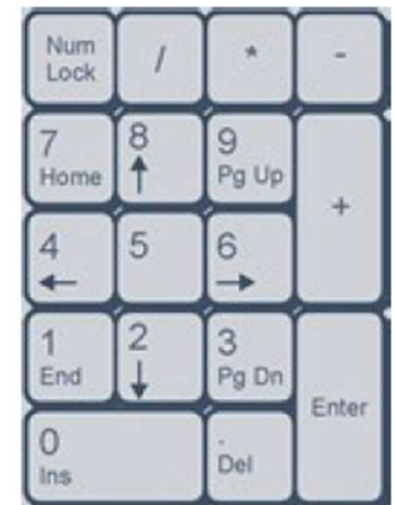 Num
Lock
/
*
-
7
Home
8
↑
9
Pg Up
+
4
←
5
6
→
1
End
2
↓
3
Pg Dn
Enter
0
Ins
.
Del